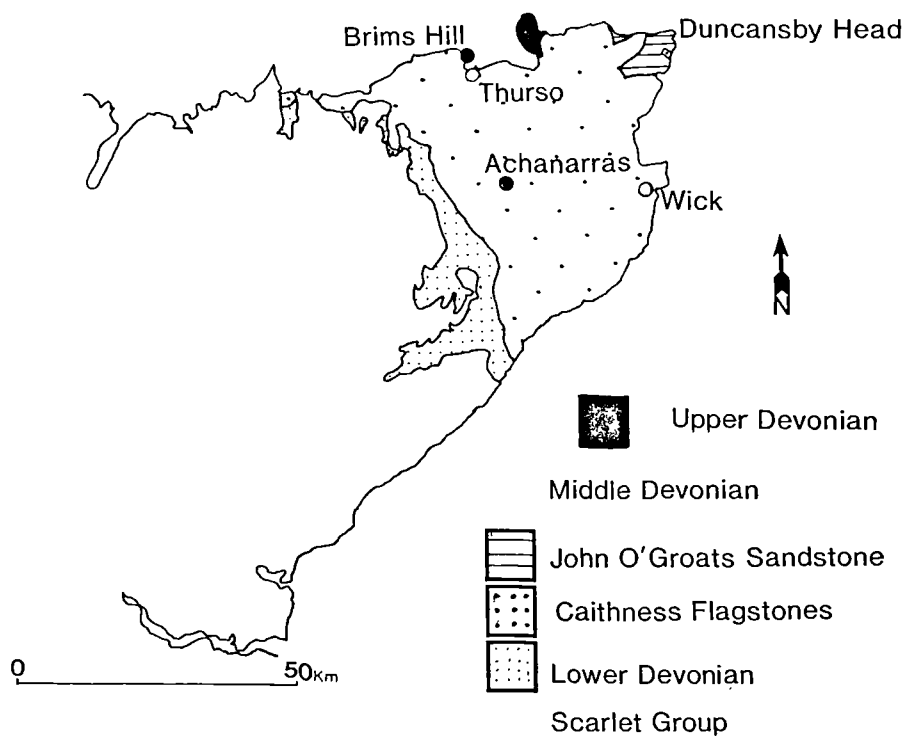 Duncansby Head
Brims Hill
Thurso
Achanarras
Wick
N
Upper Devonian
Middle Devonian
John O'Groats Sandstone
Caithness Flagstones
Lower Devonian
Scarlet Group
0
50Km